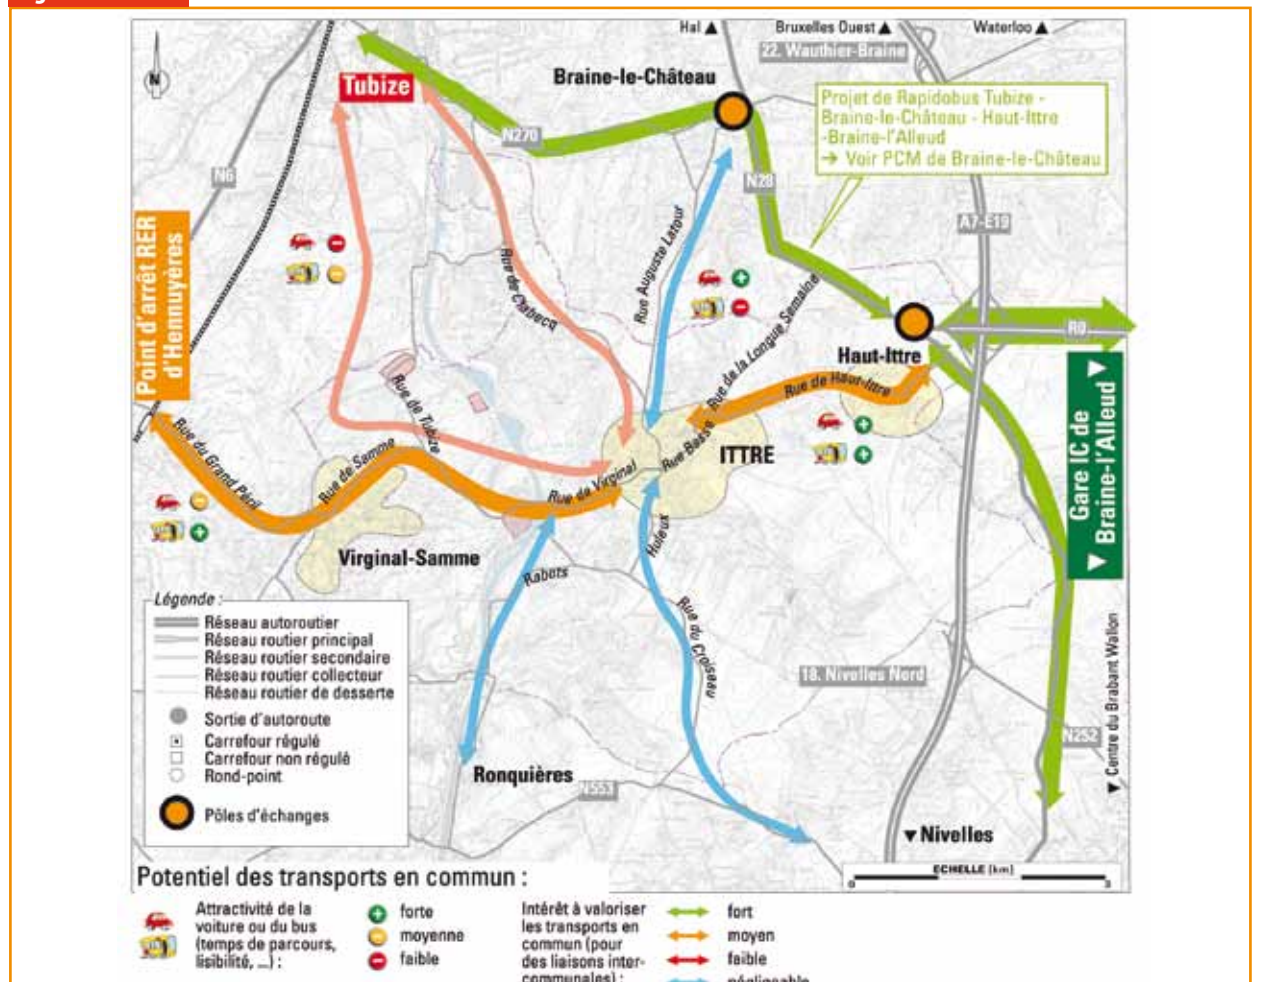 Hal ▲
Bruxelles Ouest ▲
Waterloo ▲
22. Wauthier-Braine
Braine-le-Château
N
Tubize
Projet de Rapidobus Tubize -
Braine-le-Château - Haut-Ittre
-Braine-l'Alleud
➔ Voir PCM de Braine-le-Château
N270
N6
N28
A7-E19
Point d'arrêt RER
d'Hennuyères
Rue de Clabecq
Rue Auguste Latour
Rue de la Longue Semaine
R0
Haut-Ittre
Rue de Haut-Ittre
Gare IC de
Braine-l'Alleud
Rue de Tubize
Rue du Grand Péril
Rue de Samme
Rue Basse
ITTRE
Rue de Virginal
Huleux
Virginal-Samme
Rabots
Rue du Croiseau
18. Nivelles Nord
N252
▼ Centre du Brabant Wallon
Ronquières
N553
▼ Nivelles
Légende :
Réseau autoroutier
Réseau routier principal
Réseau routier secondaire
Réseau routier collecteur
Réseau routier de desserte
Sortie d'autoroute
Carrefour régulé
Carrefour non régulé
Rond-point
Pôles d'échanges
ECHELLE [km]
0 3
Potentiel des transports en commun :
Attractivité de la
voiture ou du bus
(temps de parcours,
lisibilité, ...) :
forte
moyenne
faible
Intérêt à valoriser
les transports en
commun (pour
des liaisons inter-
communales) :
fort
moyen
faible
négligeable